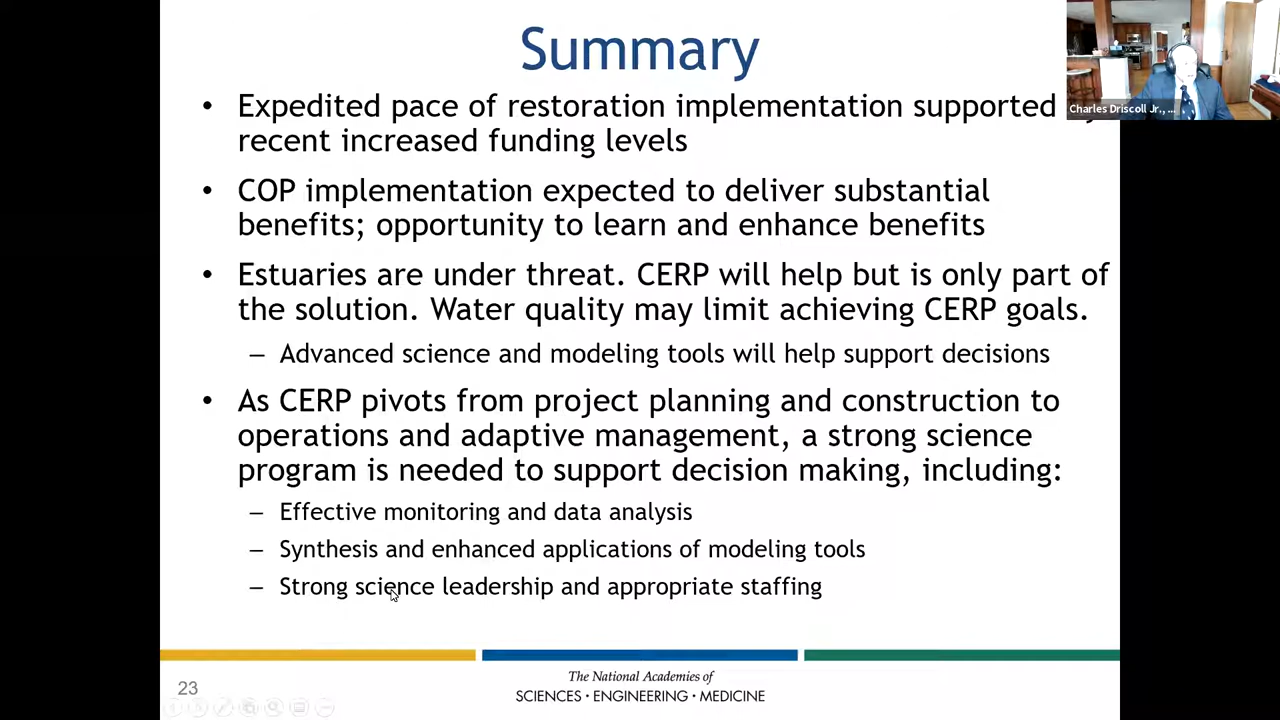 Summary
Charles Driscoll Jr., ...
• Expedited pace of restoration implementation supported
recent increased funding levels
• COP implementation expected to deliver substantial
benefits; opportunity to learn and enhance benefits
• Estuaries are under threat. CERP will help but is only part of
the solution. Water quality may limit achieving CERP goals.
– Advanced science and modeling tools will help support decisions
• As CERP pivots from project planning and construction to
operations and adaptive management, a strong science
program is needed to support decision making, including:
– Effective monitoring and data analysis
– Synthesis and enhanced applications of modeling tools
– Strong science leadership and appropriate staffing
23
The National Academies of
SCIENCES · ENGINEERING · MEDICINE